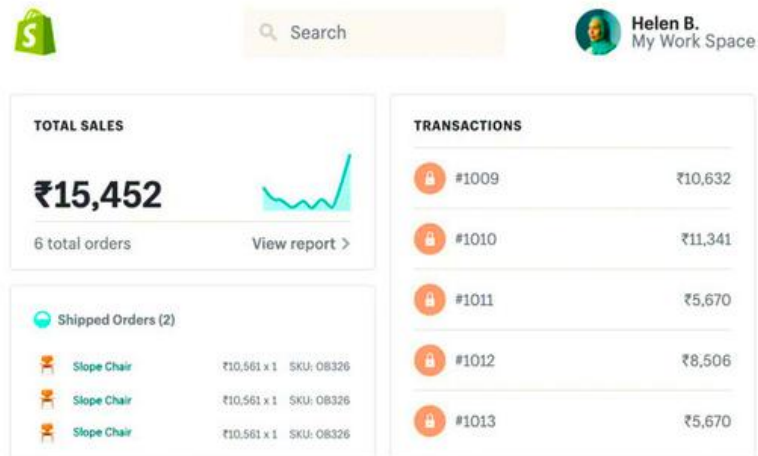 Search
Helen B.
My Work Space
TOTAL SALES
₹15,452
6 total orders View report >
Shipped Orders (2)
Slope Chair ₹10,561 x 1 SKU: OB326
Slope Chair ₹10,561 x 1 SKU: OB326
Slope Chair ₹10,561 x 1 SKU: OB326
TRANSACTIONS
#1009 ₹10,632
#1010 ₹11,341
#1011 ₹5,670
#1012 ₹8,506
#1013 ₹5,670